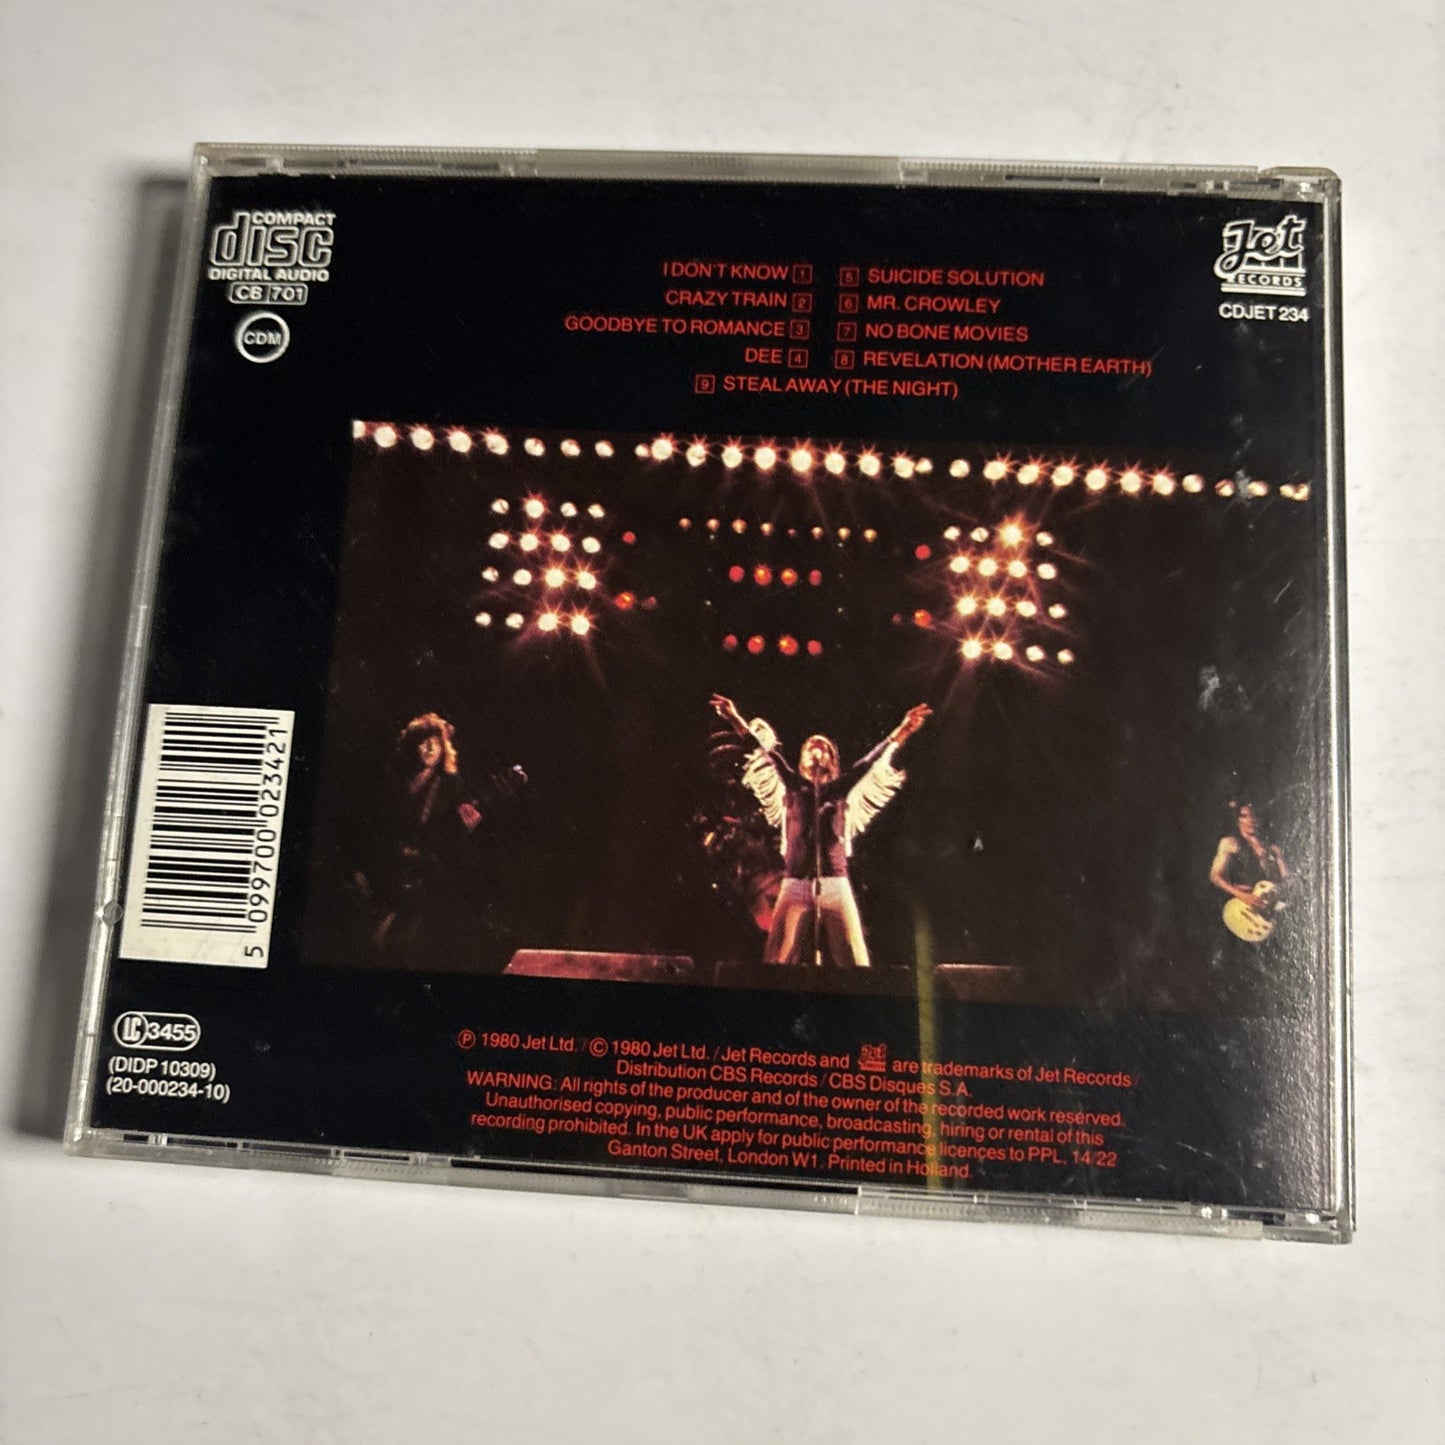 COMPACT
disc
DIGITAL AUDIO
CB 701
CDM
I DON'T KNOW 1
CRAZY TRAIN 2
GOODBYE TO ROMANCE 3
DEE 4
5 SUICIDE SOLUTION
6 MR. CROWLEY
7 NO BONE MOVIES
8 REVELATION (MOTHER EARTH)
9 STEAL AWAY (THE NIGHT)
Jet
RECORDS
CDJET 234
5 099700 023421
LC 3455
(DIDP 10309)
(20-000234-10)
Ⓟ 1980 Jet Ltd. / © 1980 Jet Ltd. / Jet Records and Jet are trademarks of Jet Records /
Distribution CBS Records / CBS Disques S.A.
WARNING: All rights of the producer and of the owner of the recorded work reserved.
Unauthorised copying, public performance, broadcasting, hiring or rental of this
recording prohibited. In the UK apply for public performance licences to PPL, 14/22
Ganton Street, London W1. Printed in Holland.